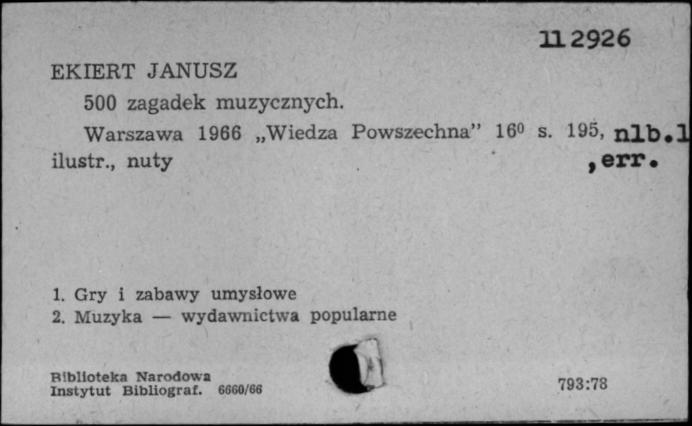 112926
EKIERT JANUSZ
500 zagadek muzycznych.
Warszawa 1966 „Wiedza Powszechna” 16⁰ s. 195, nlb.1
ilustr., nuty ,err.
1. Gry i zabawy umysłowe
2. Muzyka — wydawnictwa popularne
Biblioteka Narodowa
Instytut Bibliograf. 6660/66 793:78